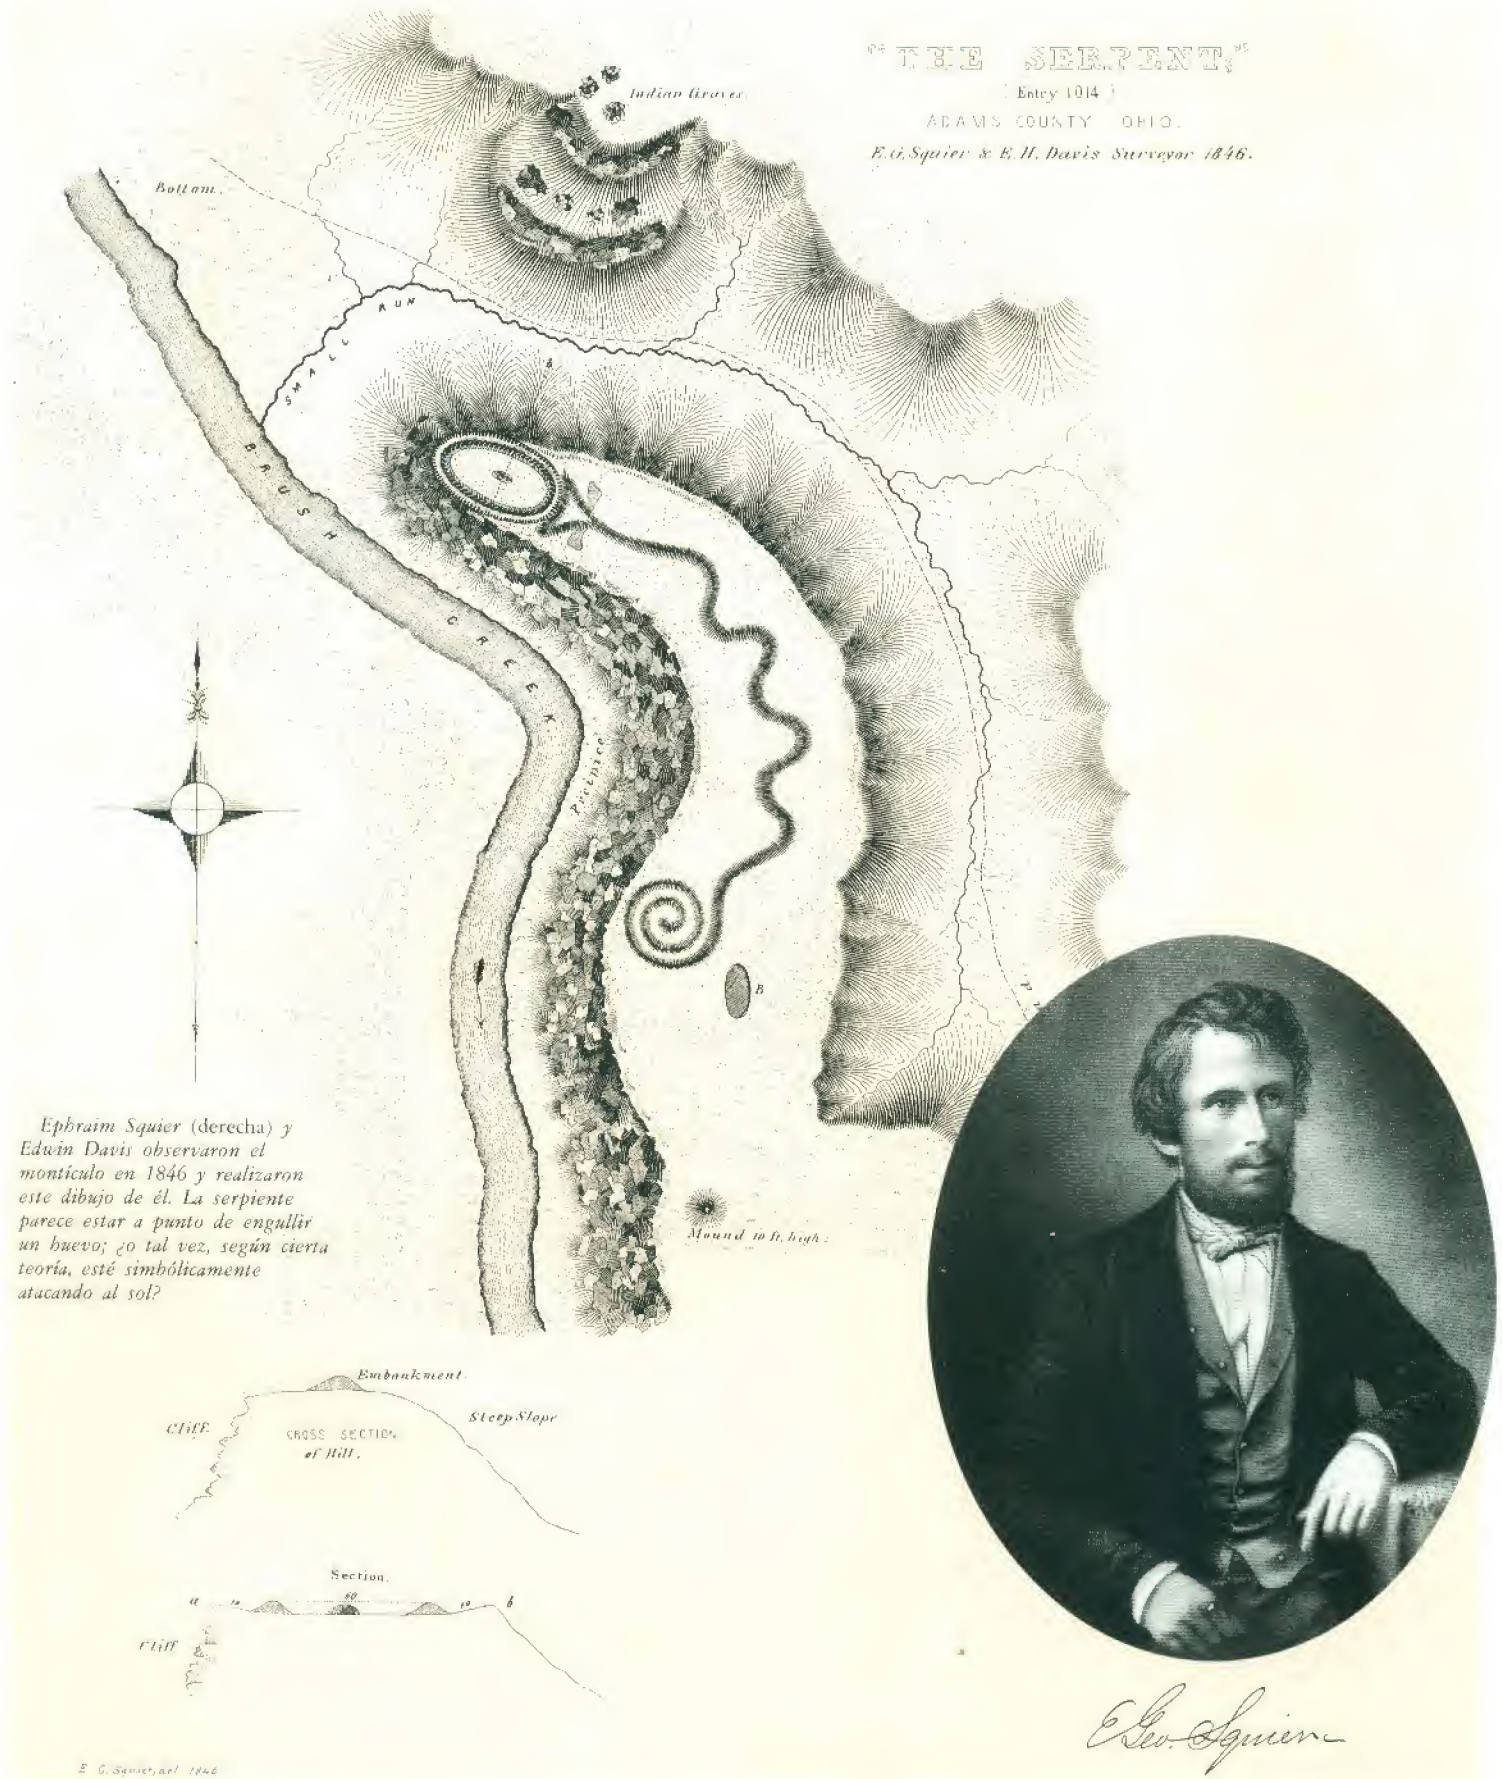 "THE SERPENT,"
( Entry 1014 )
ADAMS COUNTY OHIO.
E.G. Squier & E.H. Davis Surveyor 1846.
Indian Graves.
Bottom.
SMALL RUN
b
BRUSH CREEK
Precipice
B
Mound 10 ft. high.
Ephraim Squier (derecha) y
Edwin Davis observaron el
montículo en 1846 y realizaron
este dibujo de él. La serpiente
parece estar a punto de engullir
un huevo; ¿o tal vez, según cierta
teoría, esté simbólicamente
atacando al sol?
Embankment.
Cliff.
Steep Slope
CROSS SECTION
of Hill.
Section.
a 10 80 10 b
Cliff
E. Geo. Squier
E G. Squier, del 1846